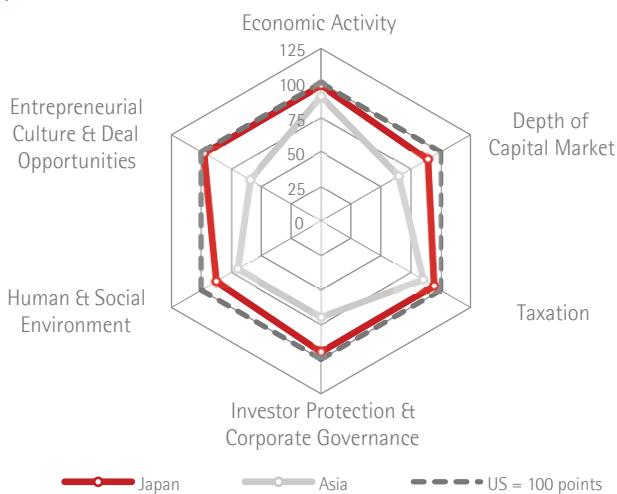 Economic Activity
125
100
75
50
25
0
Entrepreneurial
Culture & Deal
Opportunities
Depth of
Capital Market
Human & Social
Environment
Taxation
Investor Protection &
Corporate Governance
Japan
Asia
US = 100 points